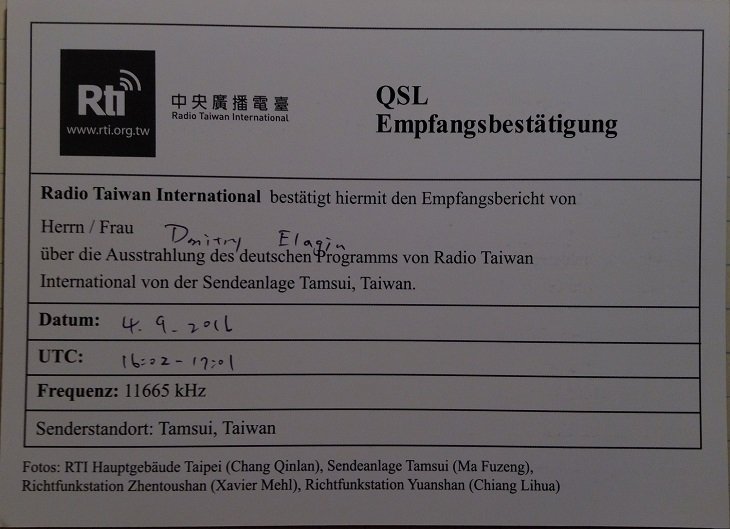 Rti
www.rti.org.tw
中央廣播電臺
Radio Taiwan International
QSL
Empfangsbestätigung
Radio Taiwan International bestätigt hiermit den Empfangsbericht von
Herrn / Frau Dmitry Elagin
über die Ausstrahlung des deutschen Programms von Radio Taiwan
International von der Sendeanlage Tamsui, Taiwan.
Datum: 4. 9. 2016
UTC: 16:02 - 17:01
Frequenz: 11665 kHz
Senderstandort: Tamsui, Taiwan
Fotos: RTI Hauptgebäude Taipei (Chang Qinlan), Sendeanlage Tamsui (Ma Fuzeng),
Richtfunkstation Zhentoushan (Xavier Mehl), Richtfunkstation Yuanshan (Chiang Lihua)